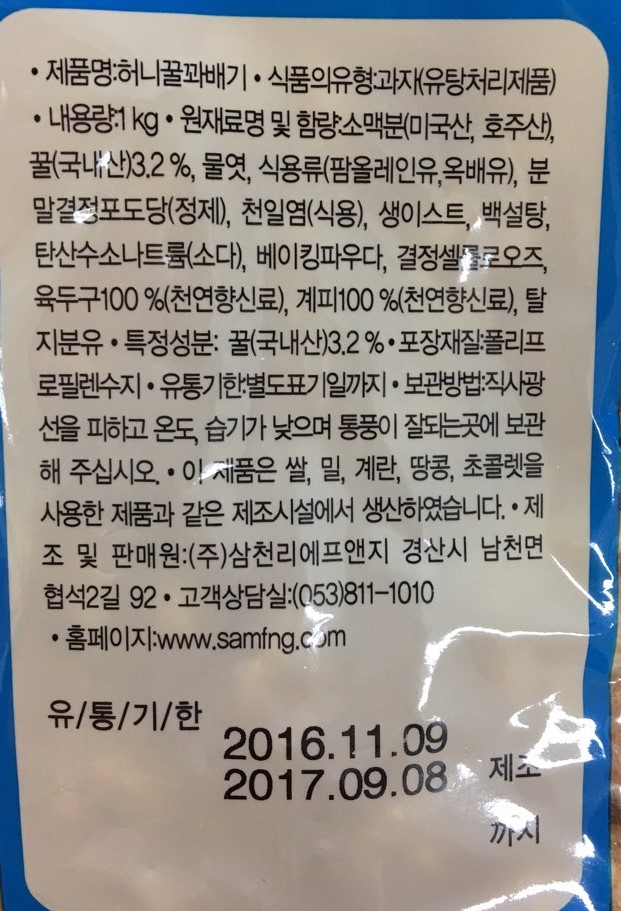 • 제품명:허니꿀꽈배기 • 식품의유형:과자(유탕처리제품)
• 내용량:1 kg • 원재료명 및 함량:소맥분(미국산, 호주산),
꿀(국내산)3.2 %, 물엿, 식용류(팜올레인유,옥배유), 분
말결정포도당(정제), 천일염(식용), 생이스트, 백설탕,
탄산수소나트륨(소다), 베이킹파우다, 결정셀룰로오즈,
육두구100 %(천연향신료), 계피100 %(천연향신료), 탈
지분유 • 특정성분: 꿀(국내산)3.2 % • 포장재질:폴리프
로필렌수지 • 유통기한:별도표기일까지 • 보관방법:직사광
선을 피하고 온도, 습기가 낮으며 통풍이 잘되는곳에 보관
해 주십시오. • 이 제품은 쌀, 밀, 계란, 땅콩, 초콜렛을
사용한 제품과 같은 제조시설에서 생산하였습니다. • 제
조 및 판매원:(주)삼천리에프앤지 경산시 남천면
협석2길 92 • 고객상담실:(053)811-1010
• 홈페이지:www.samfng.com
유/통/기/한
2016.11.09 제조
2017.09.08 까지